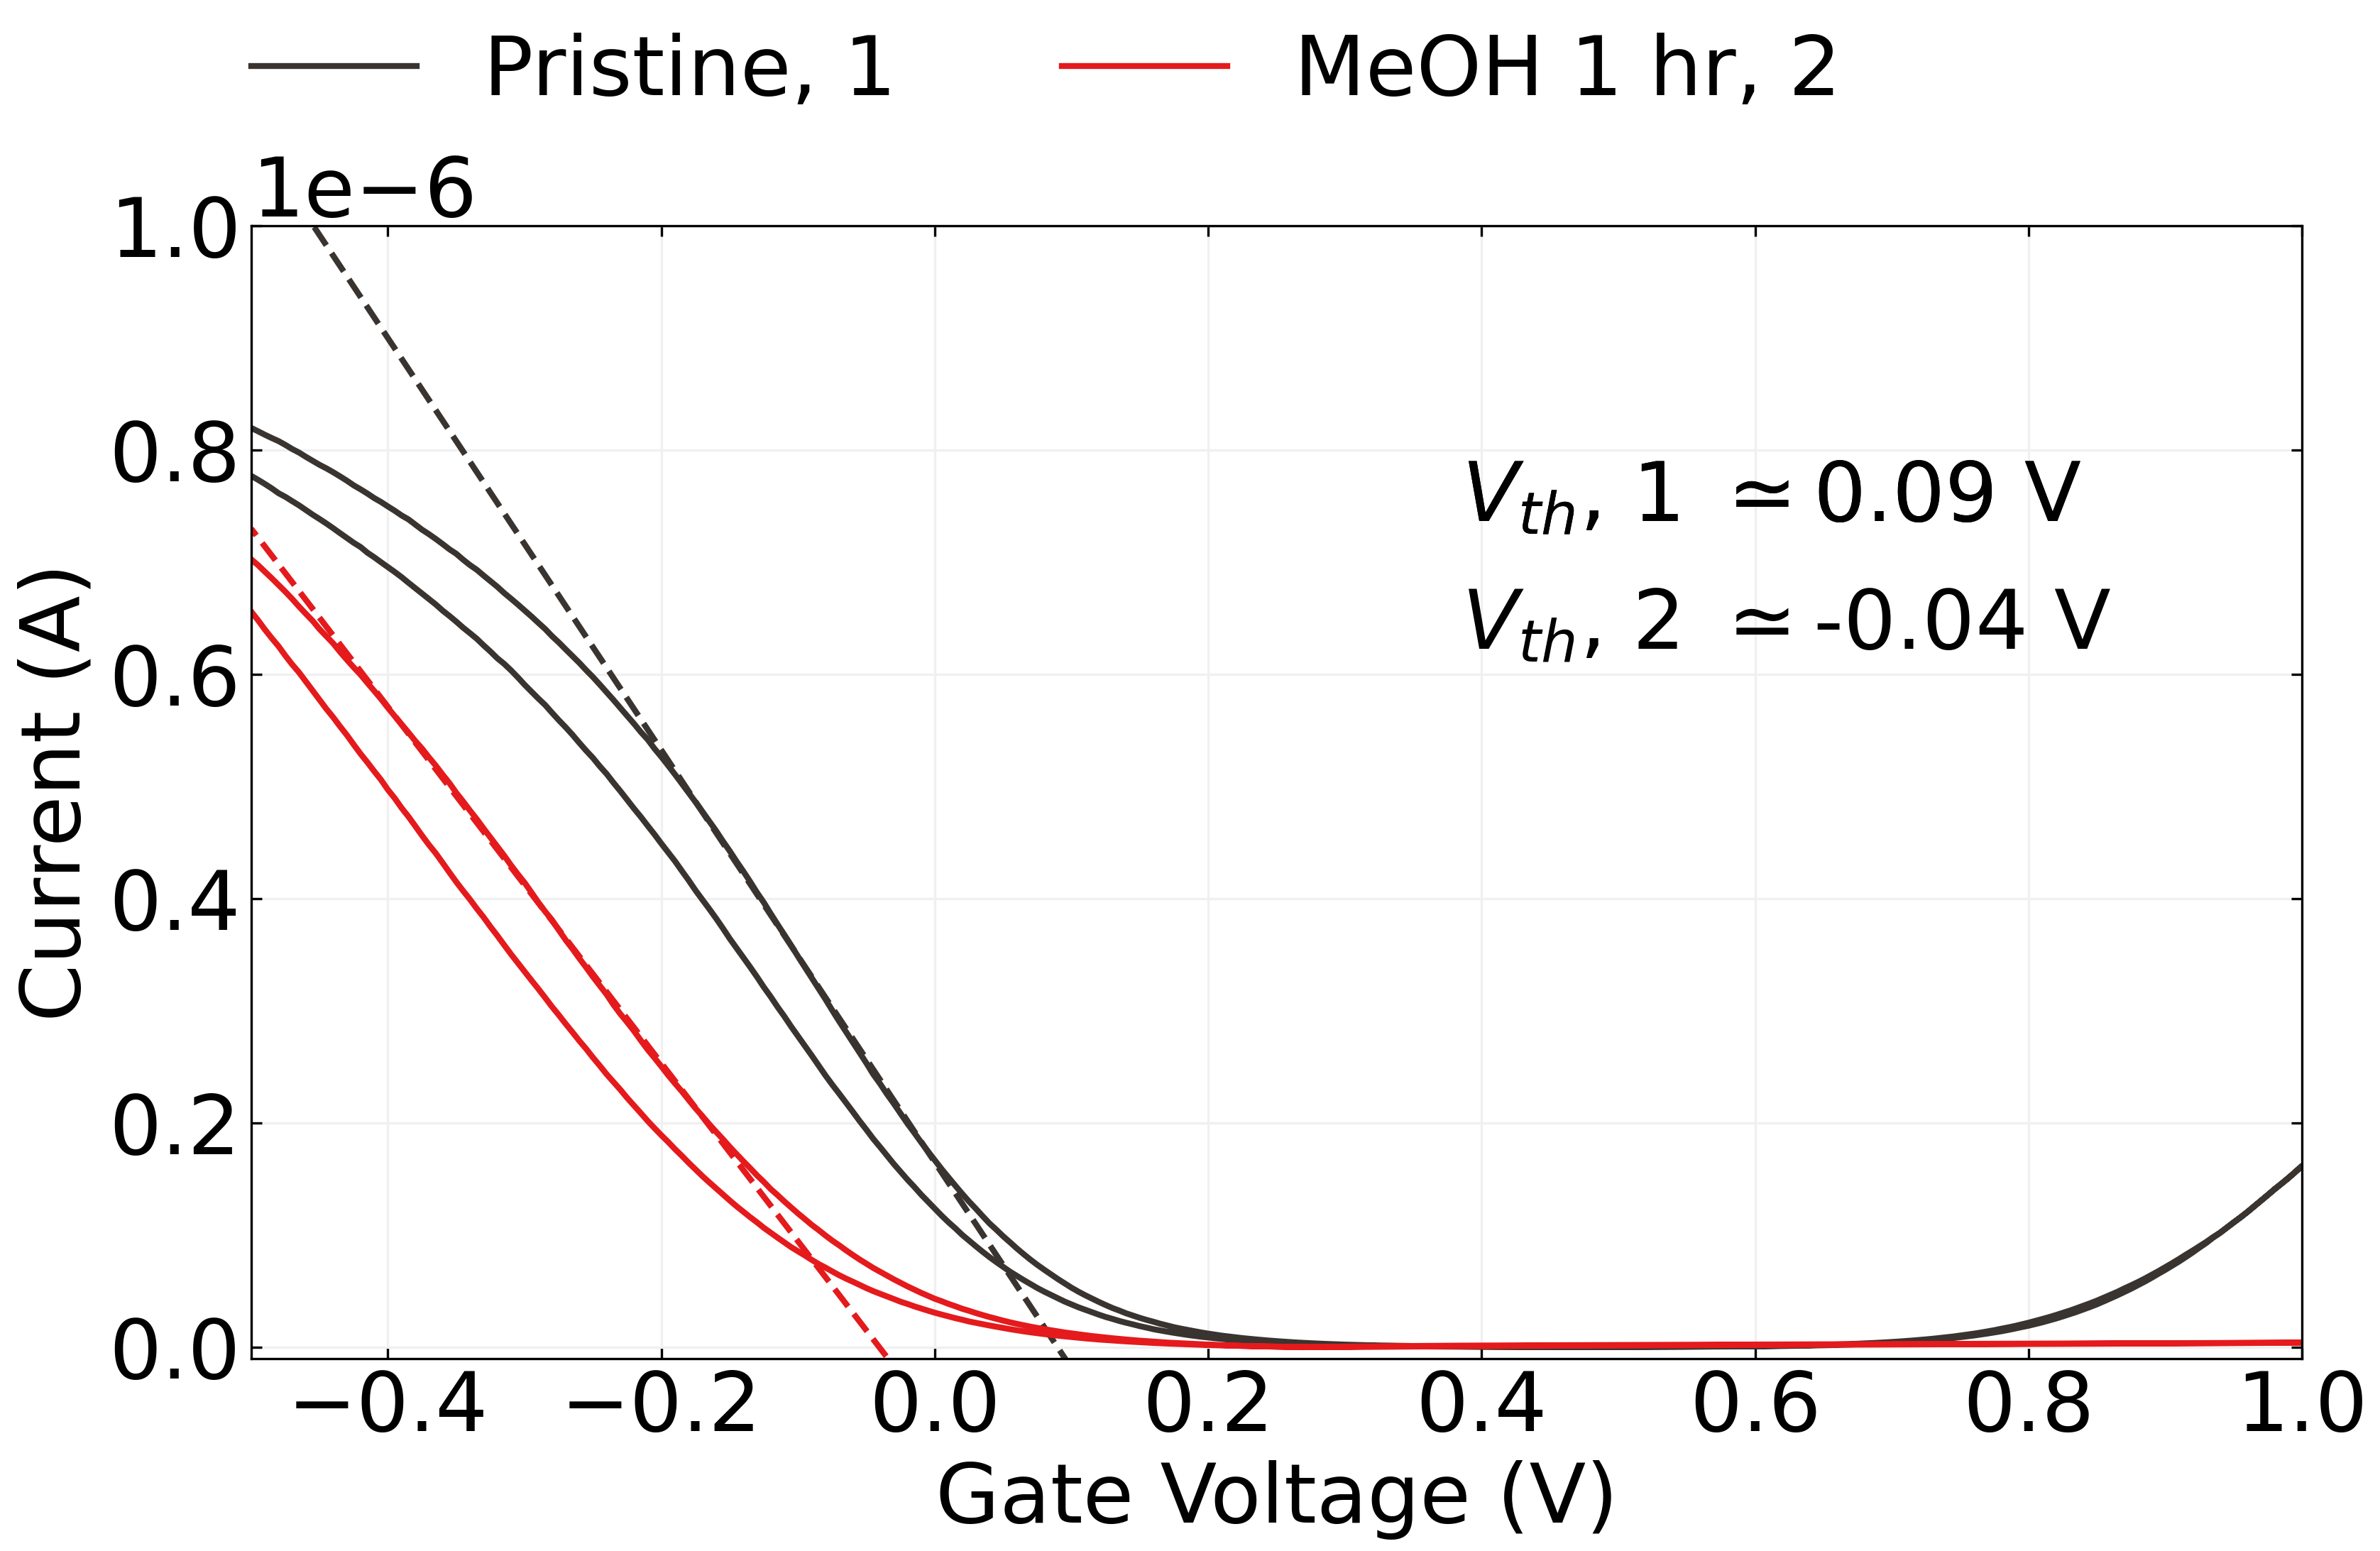 Pristine, 1
MeOH 1 hr, 2
1e−6
1.0
0.8
0.6
0.4
0.2
0.0
Current (A)
V_th, 1 ≃0.09 V
V_th, 2 ≃-0.04 V
−0.4 −0.2 0.0 0.2 0.4 0.6 0.8 1.0
Gate Voltage (V)